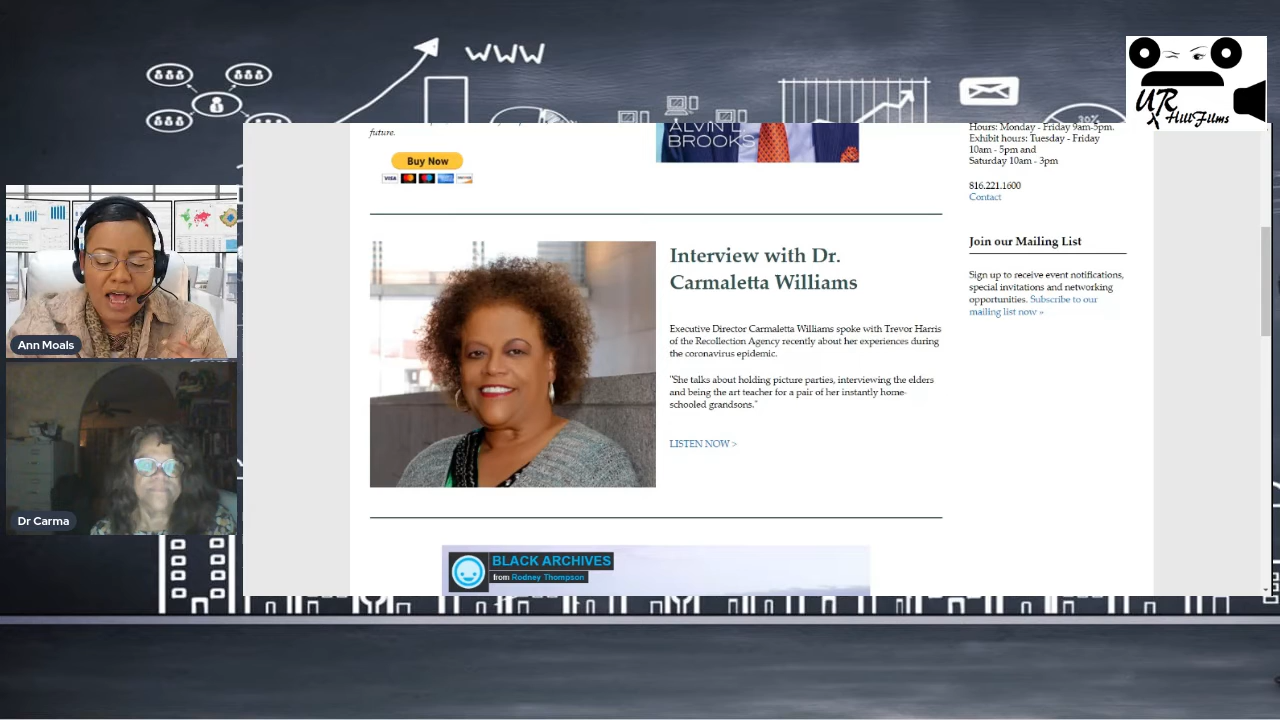 WWW
30%
UR
HillFilms
future.
Buy Now
VISA
ALVIN L.
BROOKS
Hours: Monday - Friday 9am-5pm.
Exhibit hours: Tuesday - Friday
10am - 5pm and
Saturday 10am - 3pm
816.221.1600
Contact
Join our Mailing List
Sign up to receive event notifications,
special invitations and networking
opportunities. Subscribe to our
mailing list now »
Interview with Dr.
Carmaletta Williams
Executive Director Carmaletta Williams spoke with Trevor Harris
of the Recollection Agency recently about her experiences during
the coronavirus epidemic.
"She talks about holding picture parties, interviewing the elders
and being the art teacher for a pair of her instantly home-
schooled grandsons."
LISTEN NOW >
BLACK ARCHIVES
from Rodney Thompson
Ann Moals
Dr Carma